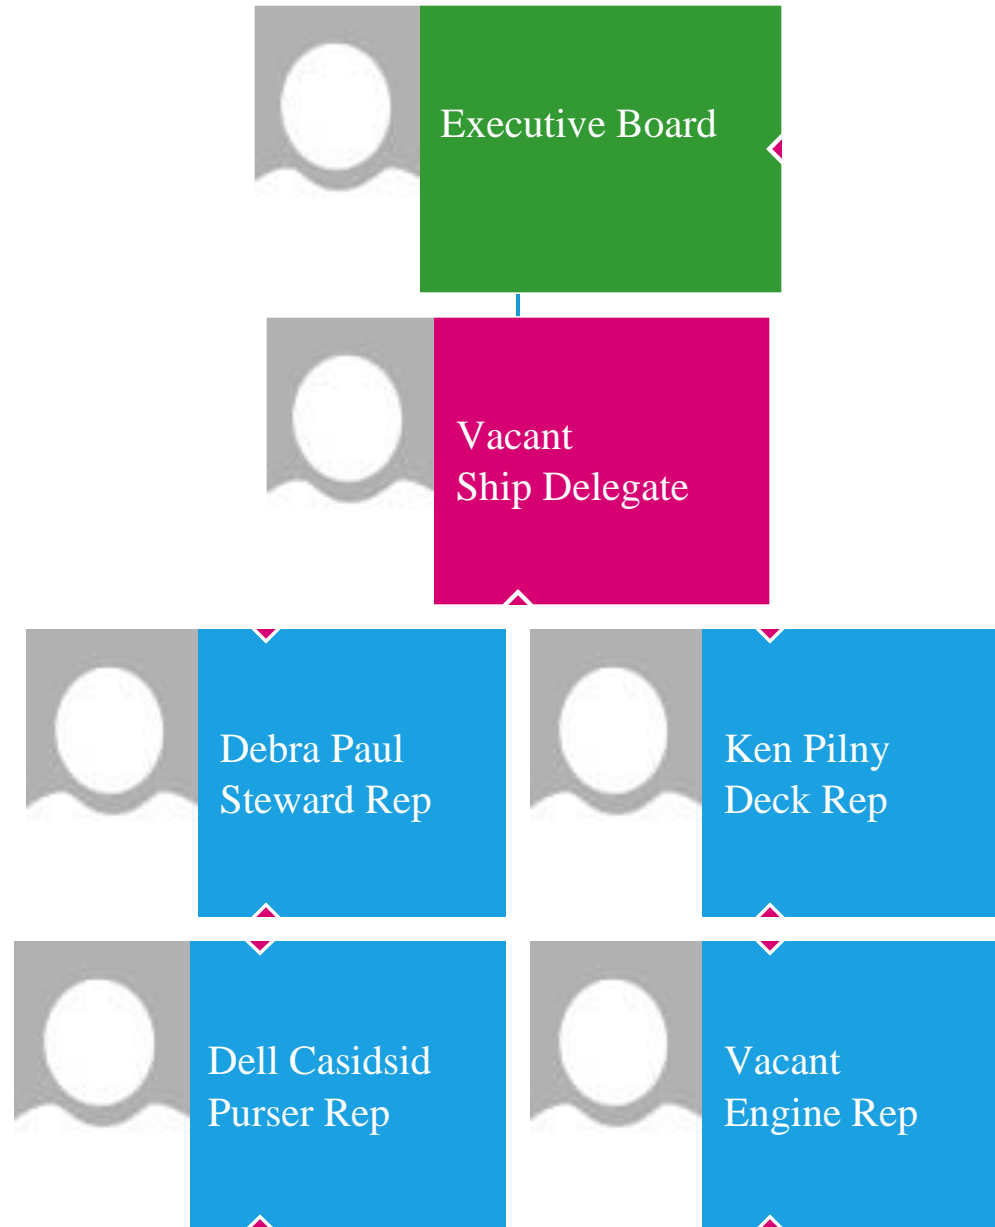 Executive Board
Vacant
Ship Delegate
Debra Paul
Steward Rep
Ken Pilny
Deck Rep
Dell Casidsid
Purser Rep
Vacant
Engine Rep